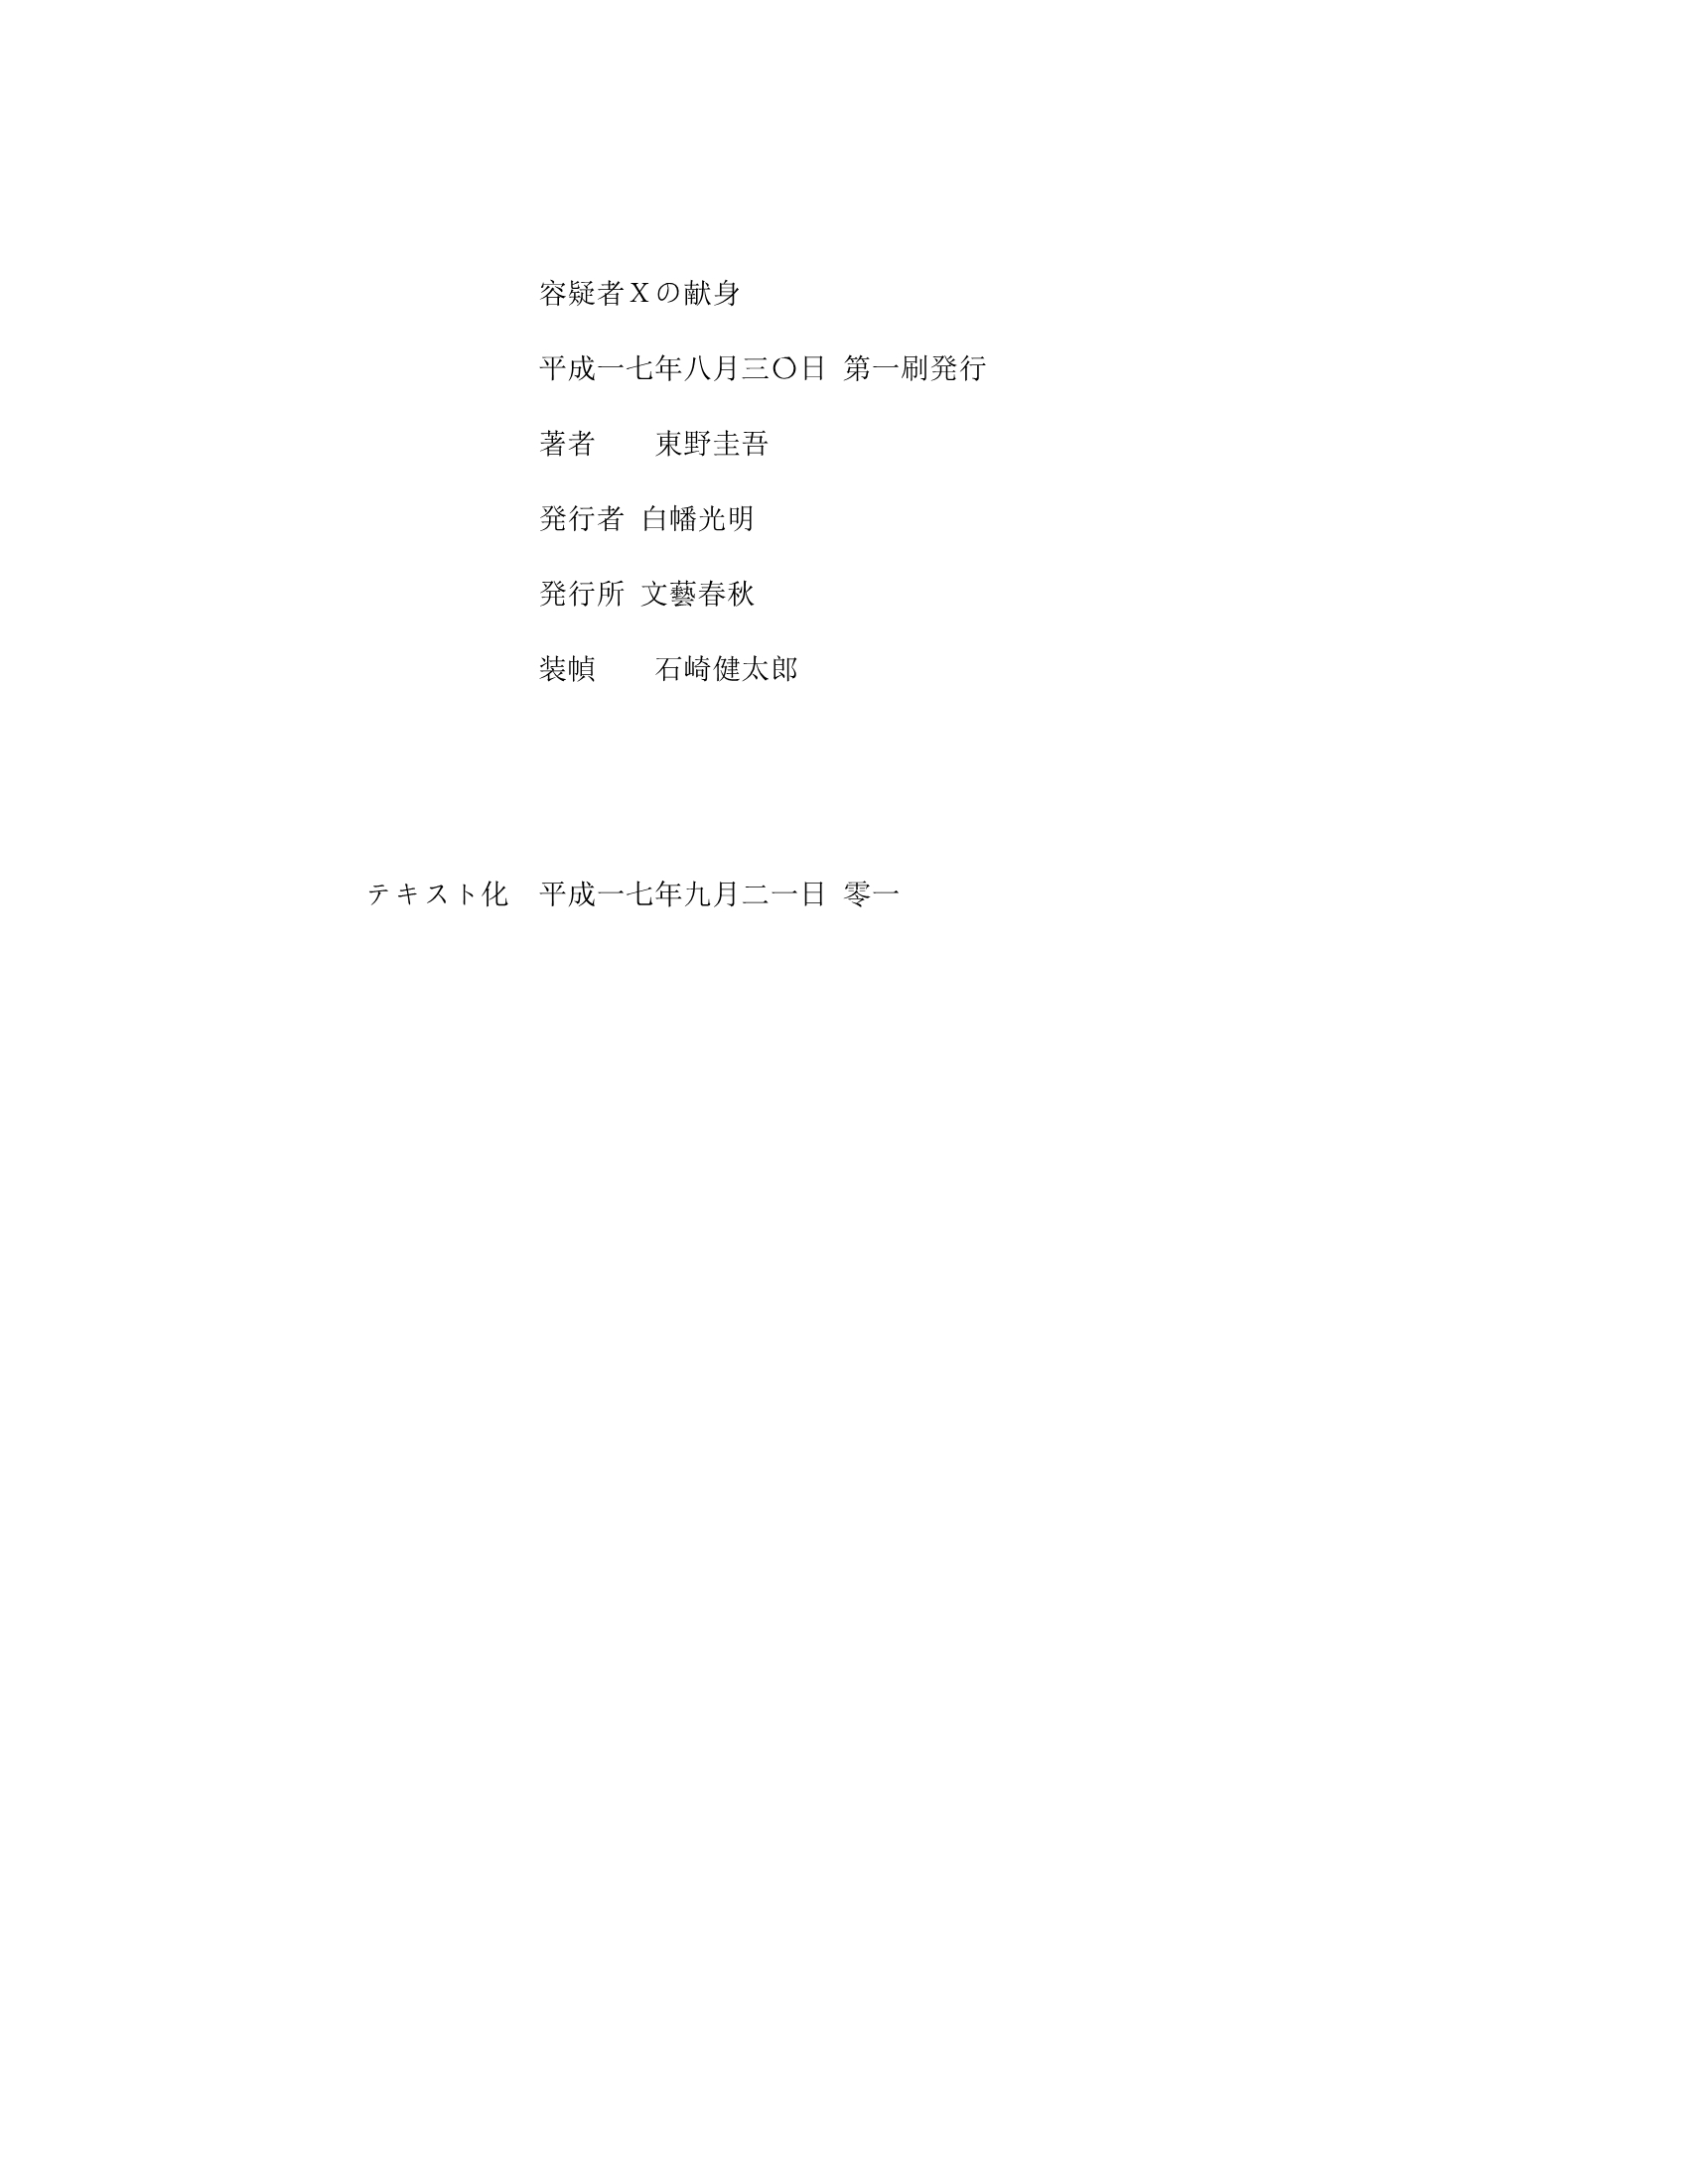 容疑者Ｘの献身
平成一七年八月三〇日 第一刷発行
著者　　東野圭吾
発行者 白幡光明
発行所 文藝春秋
装幀　　石崎健太郎
テキスト化　平成一七年九月二一日 零一